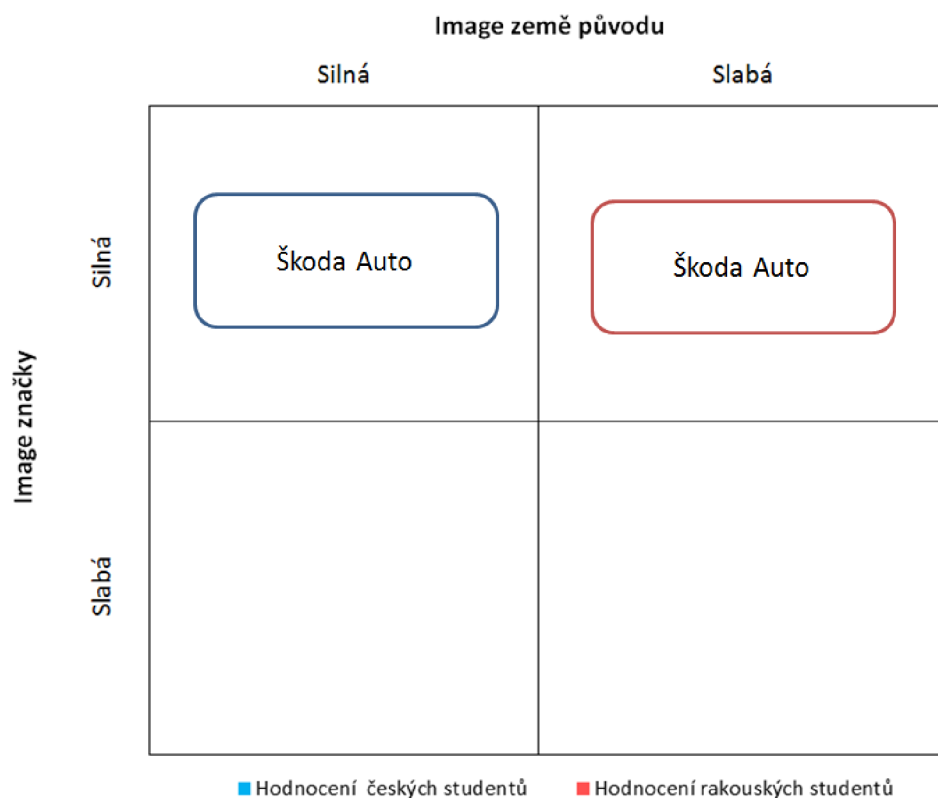 Image země původu
Silná
Slabá
Silná
Škoda Auto
Škoda Auto
Image značky
Slabá
Hodnocení českých studentů
Hodnocení rakouských studentů